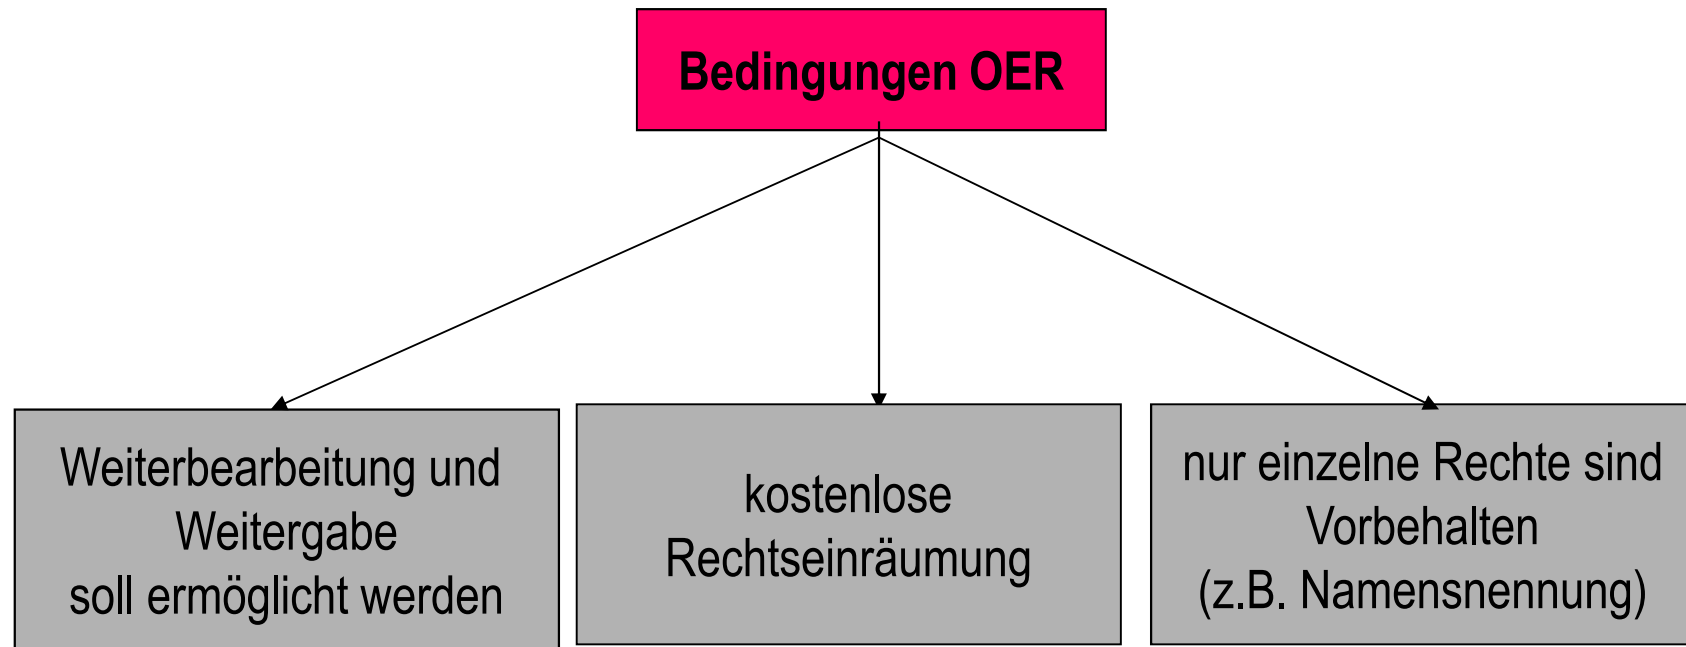 Bedingungen OER
Weiterbearbeitung und
Weitergabe
soll ermöglicht werden
kostenlose
Rechtseinräumung
nur einzelne Rechte sind
Vorbehalten
(z.B. Namensnennung)